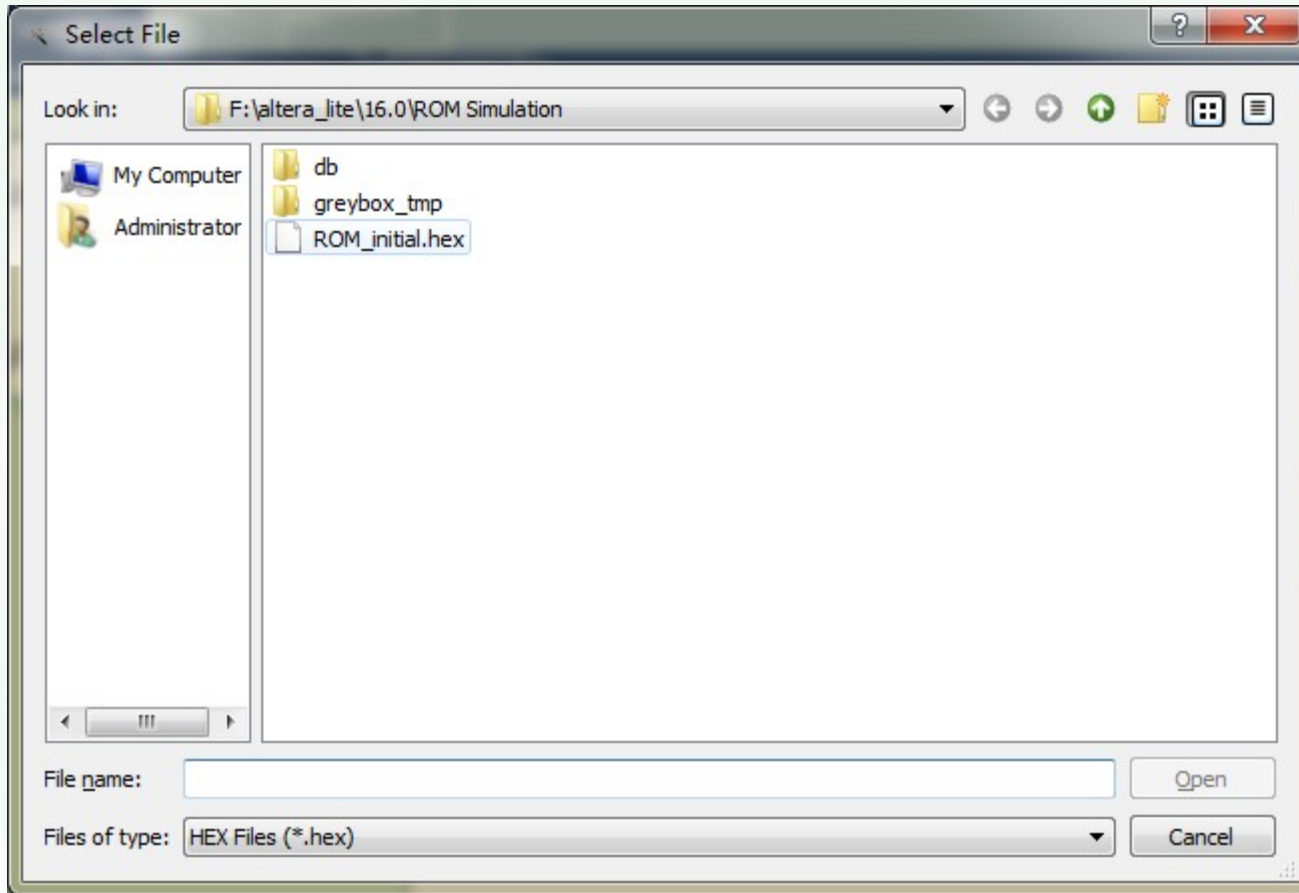 Select File
Look in: F:\altera_lite\16.0\ROM Simulation
My Computer
Administrator
db
greybox_tmp
ROM_initial.hex
File name:
Open
Files of type: HEX Files (*.hex)
Cancel